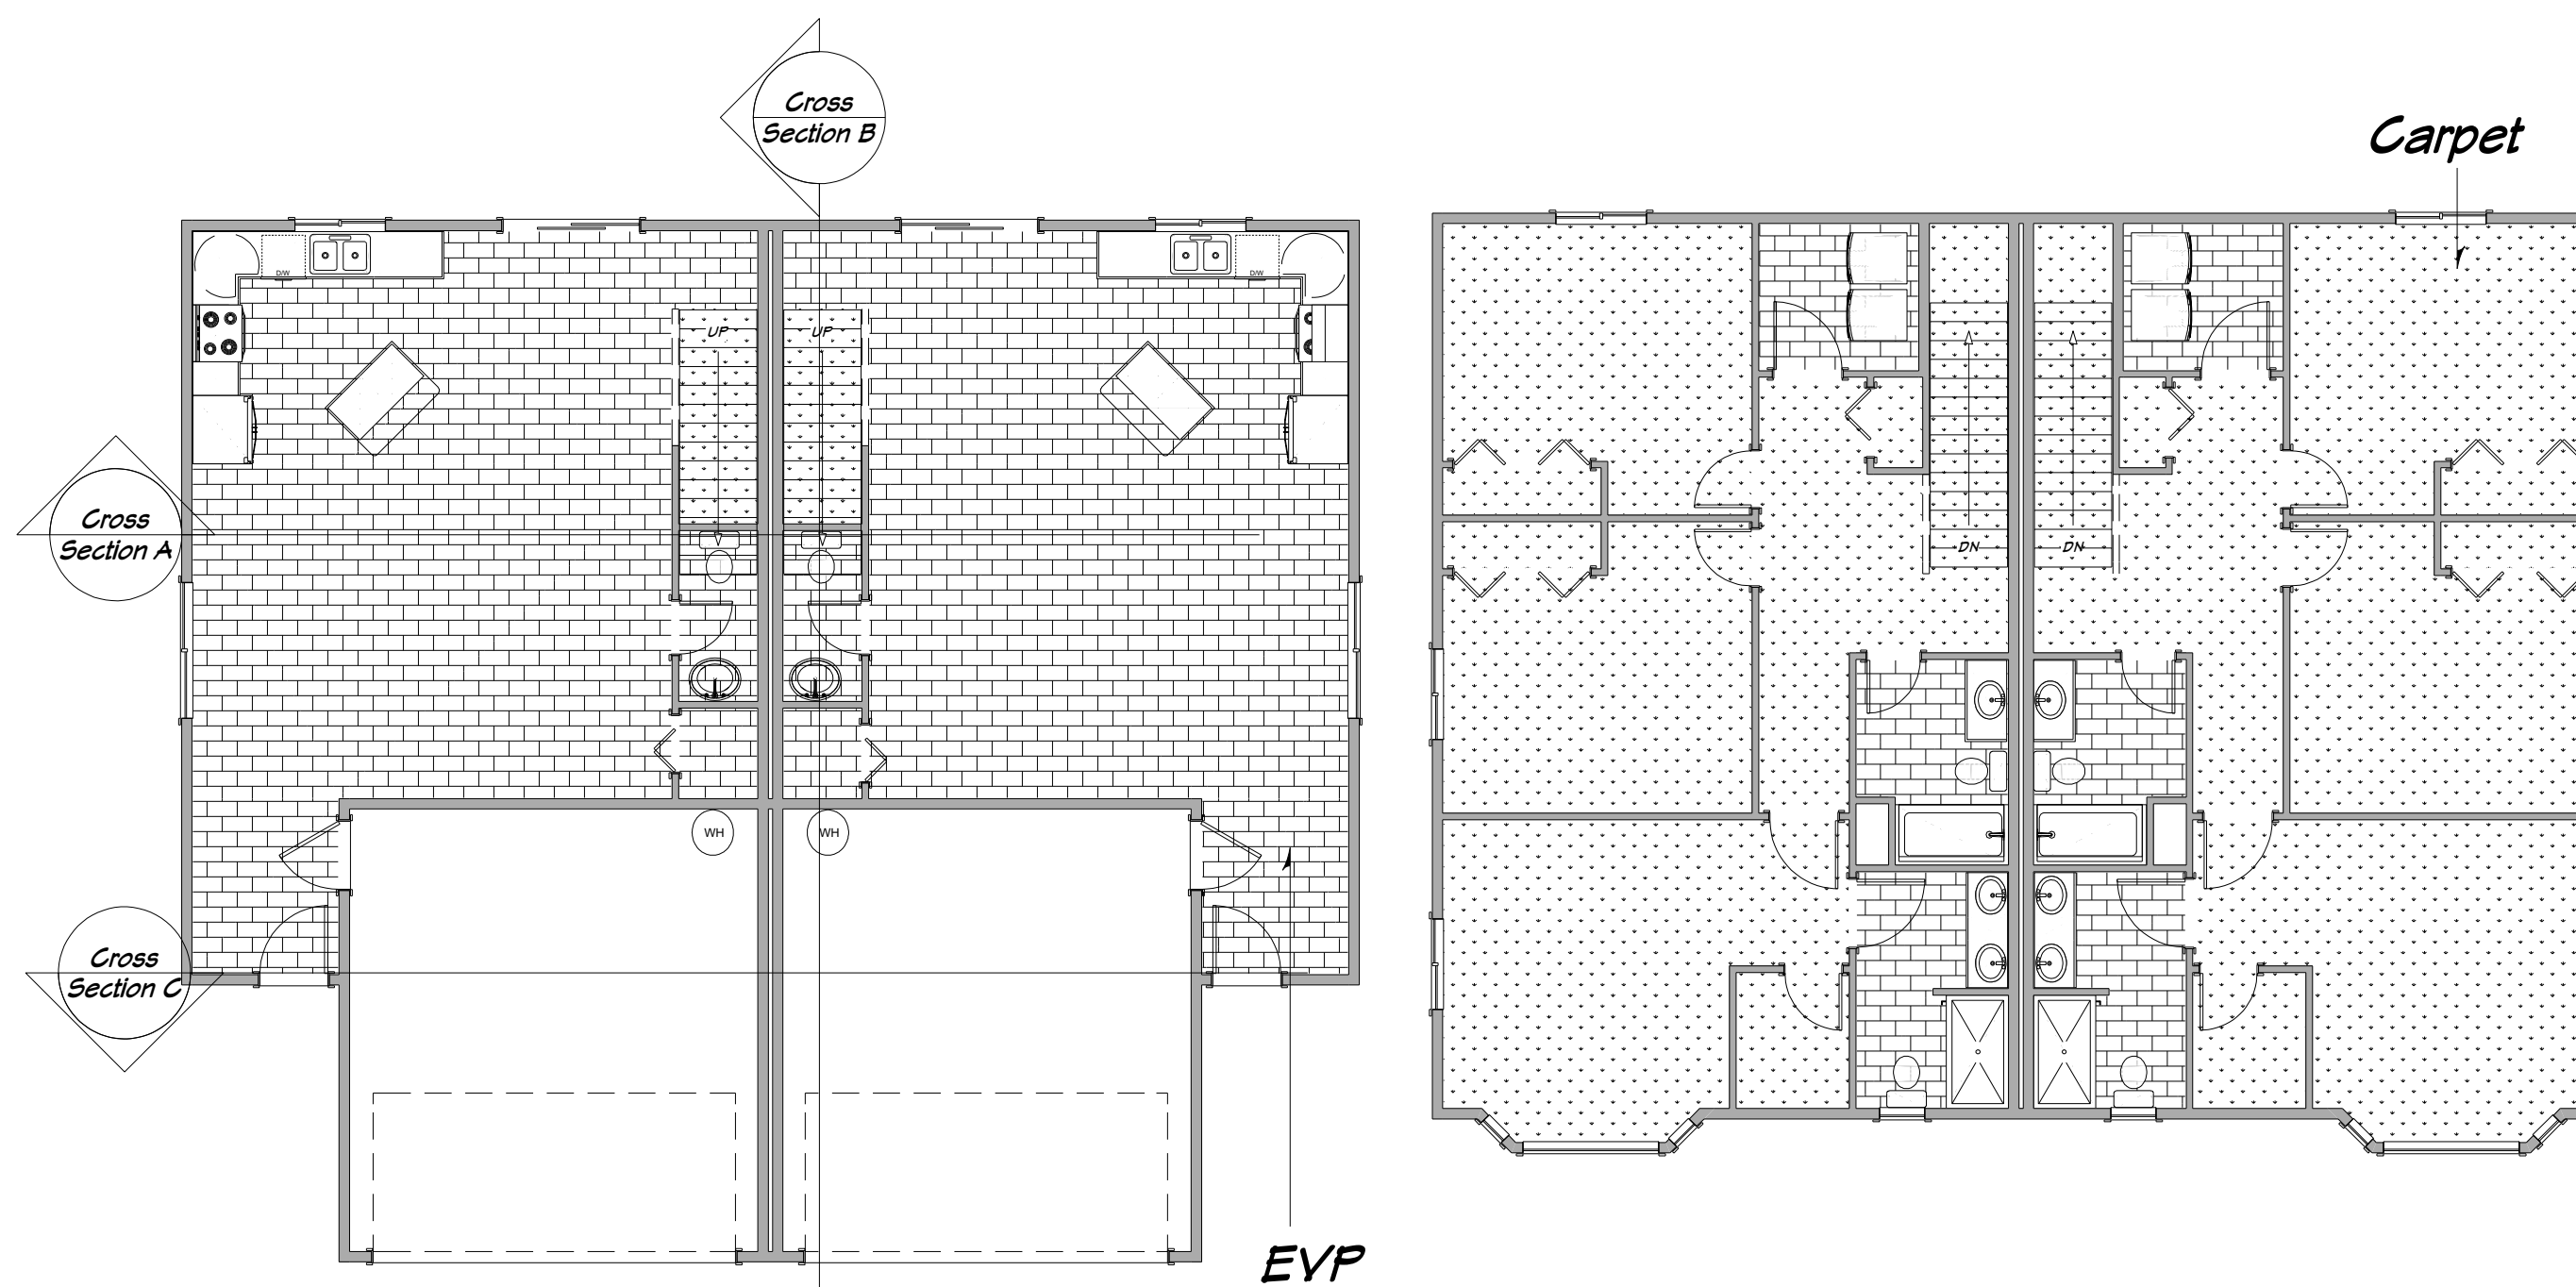 Cross
Section B
Carpet
D/W
D/W
UP
UP
Cross
Section A
DN
DN
WH
WH
Cross
Section C
EVP